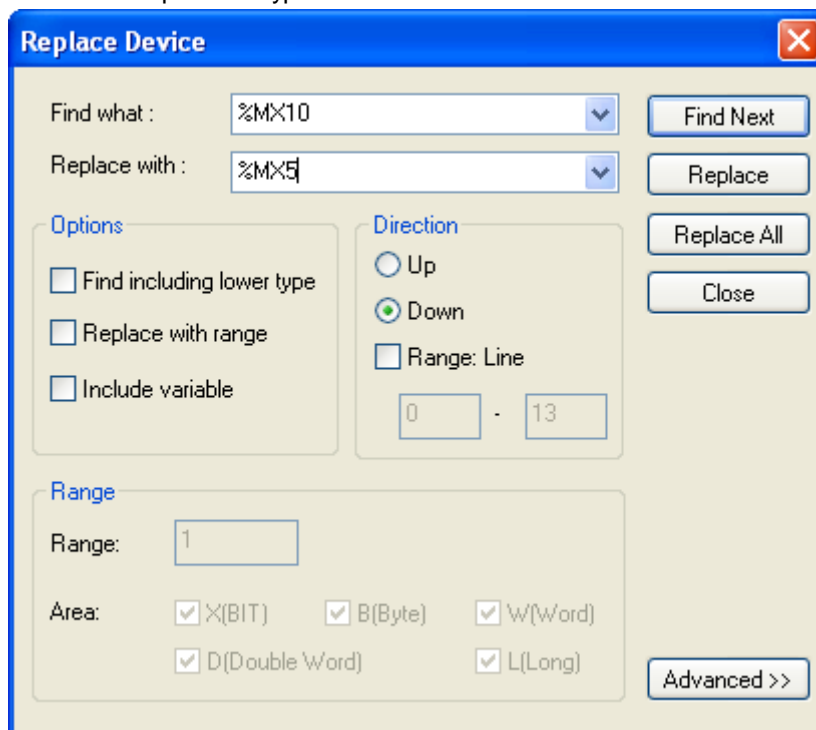 Replace Device
Find what : %MX10 Find Next
Replace with : %MX5 Replace
Options Direction Replace All
Find including lower type Up Close
Replace with range Down
Include variable Range: Line
0 - 13
Range
Range: 1
Area: X(BIT) B(Byte) W(Word)
D(Double Word) L(Long)
Advanced >>